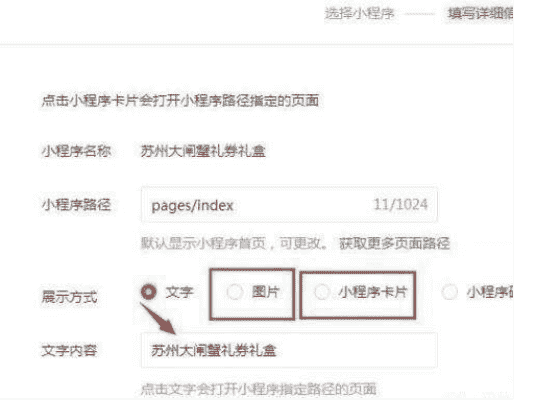 选择小程序 填写详细信
点击小程序卡片会打开小程序路径指定的页面
小程序名称 苏州大闸蟹礼券礼盒
小程序路径 pages/index 11/1024
默认显示小程序首页，可更改。 获取更多页面路径
展示方式 文字 图片 小程序卡片 小程序码
文字内容 苏州大闸蟹礼券礼盒
点击文字会打开小程序指定路径的页面